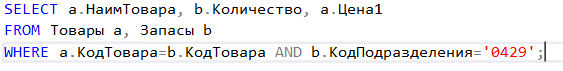 SELECT a.НаимТовара, b.Количество, a.Цена1
FROM Товары a, Запасы b
WHERE a.КодТовара=b.КодТовара AND b.КодПодразделения='0429';